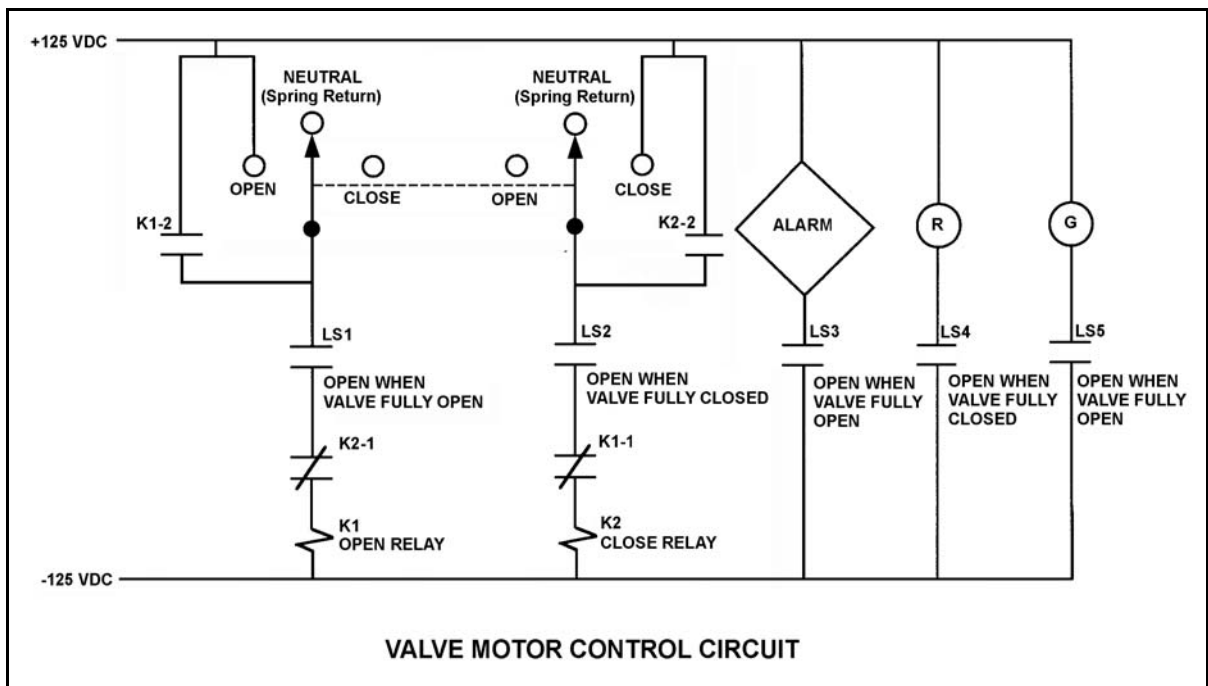 +125 VDC
NEUTRAL
(Spring Return)
NEUTRAL
(Spring Return)
OPEN
CLOSE
OPEN
CLOSE
K1-2
K2-2
ALARM
R
G
LS1
OPEN WHEN
VALVE FULLY OPEN
LS2
OPEN WHEN
VALVE FULLY CLOSED
LS3
OPEN WHEN
VALVE FULLY
OPEN
LS4
OPEN WHEN
VALVE FULLY
CLOSED
LS5
OPEN WHEN
VALVE FULLY
OPEN
K2-1
K1-1
K1
OPEN RELAY
K2
CLOSE RELAY
-125 VDC
VALVE MOTOR CONTROL CIRCUIT